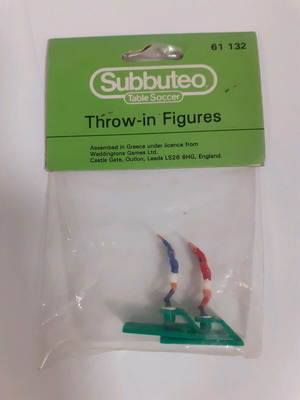 61 132
Subbuteo
Table Soccer
Throw-in Figures
Assembled in Greece under licence from
Waddingtons Games Ltd.
Castle Gate, Oulton, Leeds LS26 8HG, England.